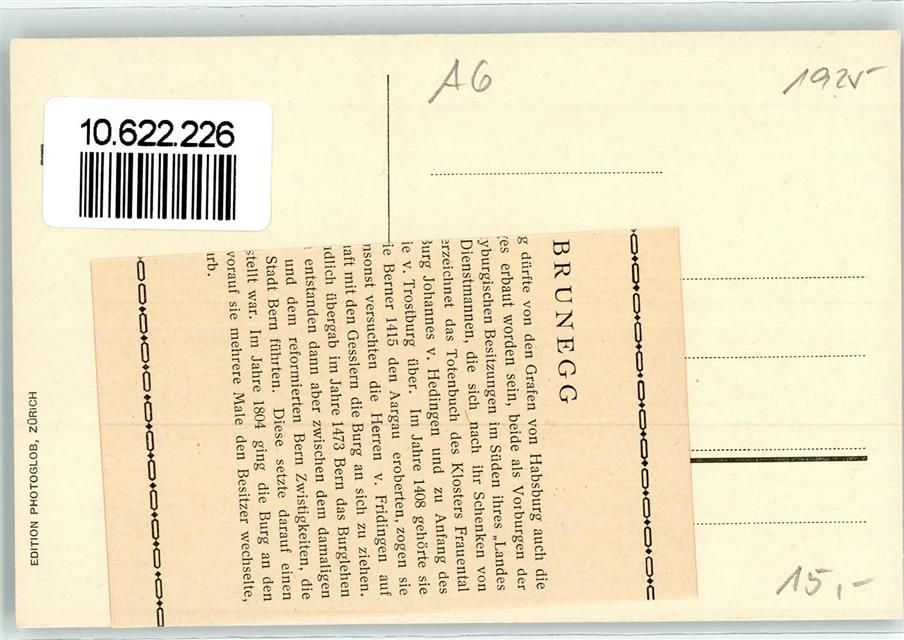 A6
1925
10.622.226
BRUNEGG
g dürfte von den Grafen von Habsburg auch die
es erbaut worden sein, beide als Vorburgen der
yburgischen Besitzungen im Süden ihres „Landes
Dienstmannen, die sich nach ihr Schenken von
erzeichnet das Totenbuch des Klosters Frauental
Burg Johannes v. Hedingen und zu Anfang des
ie v. Trostburg über. Im Jahre 1408 gehörte sie
ie Berner 1415 den Aargau eroberten, zogen sie
nsonst versuchten die Herren v. Fridingen auf
haft mit den Gesslern die Burg an sich zu ziehen.
ndlich übergab im Jahre 1473 Bern das Burglehen
entstanden dann aber zwischen dem damaligen
und dem reformierten Bern Zwistigkeiten, die
Stadt Bern führten. Diese setzte darauf einen
stellt war. Im Jahre 1804 ging die Burg an den
vorauf sie mehrere Male den Besitzer wechselte,
arb.
EDITION PHOTOGLOB, ZÜRICH
15,-